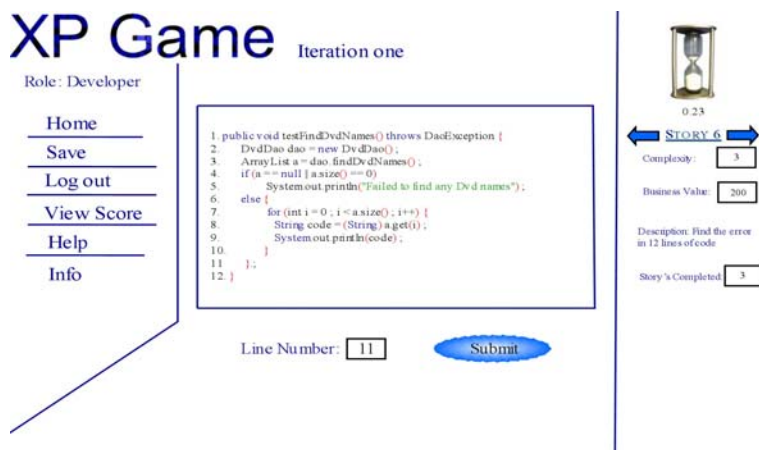 XP Game Iteration one
Role: Developer
Home
Save
Log out
View Score
Help
Info
1. public void testFindDvdNames() throws DaoException {
2. DvdDao dao = new DvdDao() ;
3. ArrayList a = dao.findDvdNames() ;
4. if (a == null | a.size() == 0)
5. System.out.println("Failed to find any Dvd names") ;
6. else {
7. for (int i = 0 ; i < a.size() ; i++) {
8. String code = (String) a.get(i) ;
9. System.out.println(code) ;
10. }
11 } ;
12. }
Line Number: 11
Submit
0.23
STORY 6
Complexity: 3
Business Value: 200
Description: Find the error
in 12 lines of code
Story's Completed: 3